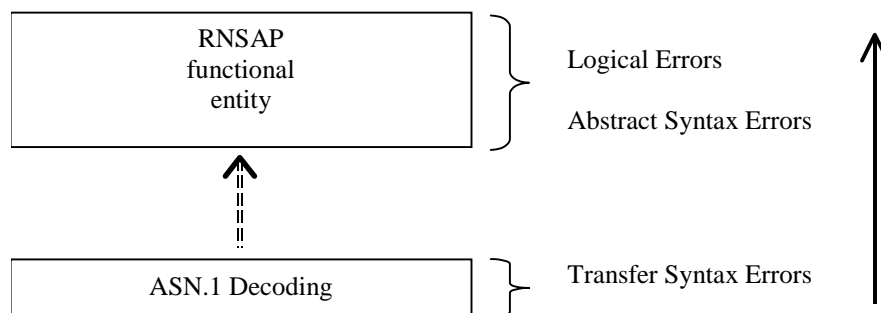 RNSAP
functional
entity
Logical Errors
Abstract Syntax Errors
ASN.1 Decoding
Transfer Syntax Errors